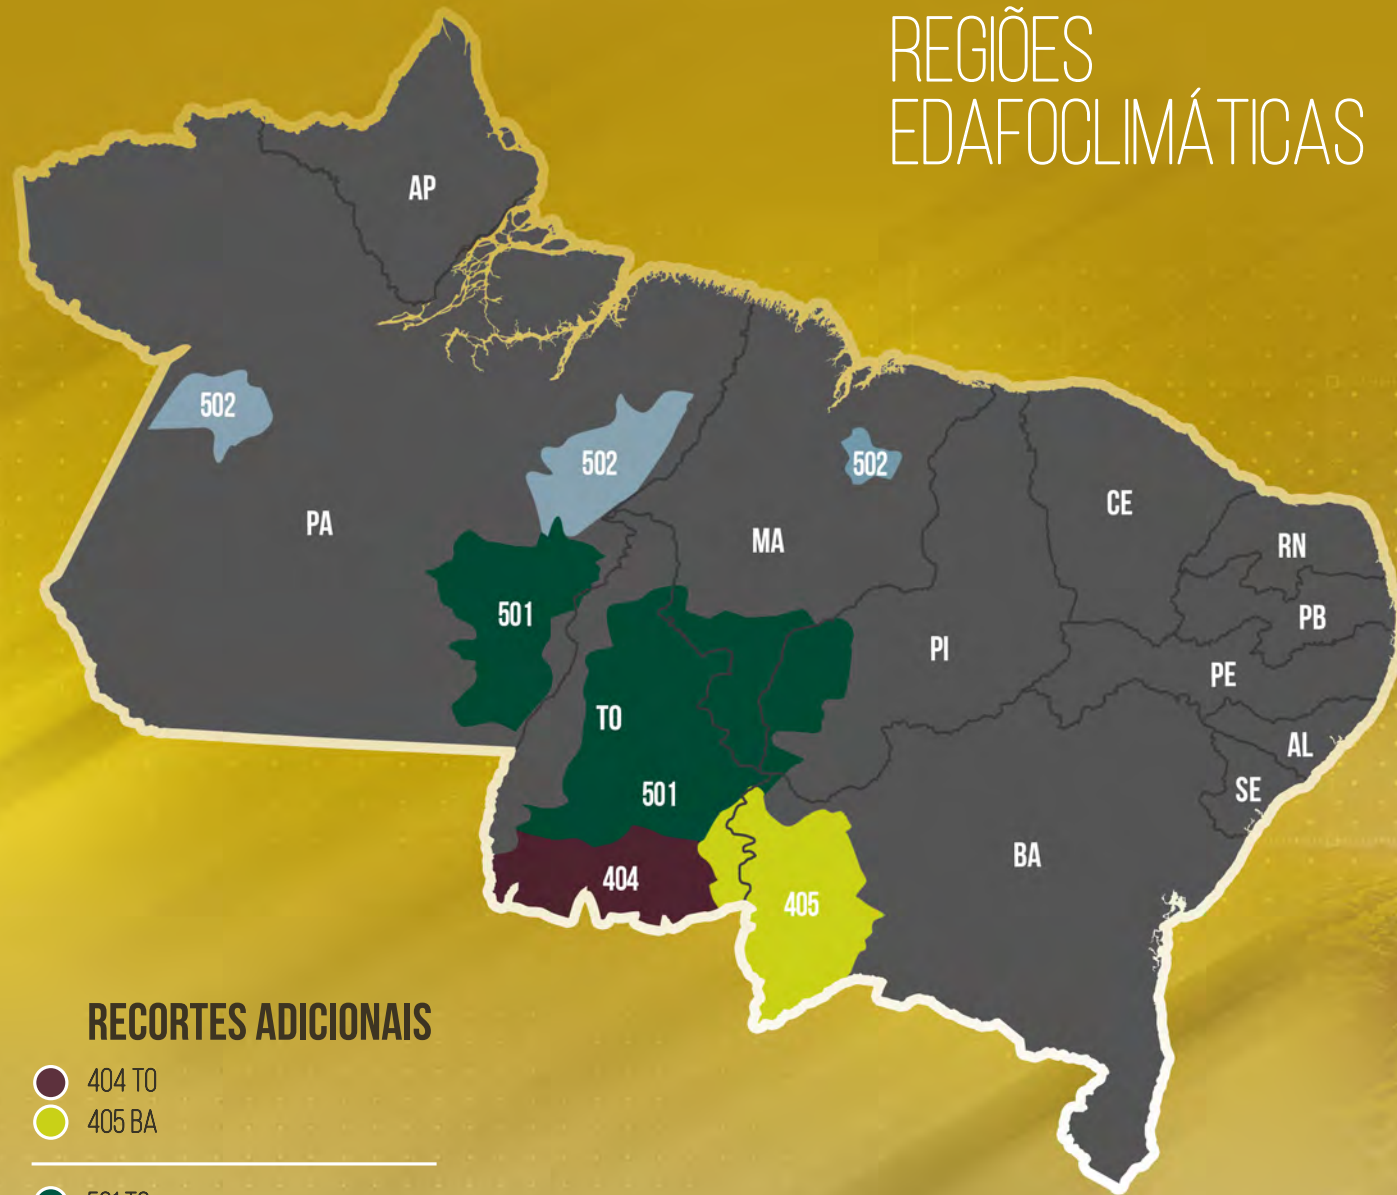 REGIÕES
EDAFOCLIMÁTICAS
AP
502
502
502
PA
MA
CE
RN
PB
501
PI
PE
TO
AL
501
SE
BA
404
405
RECORTES ADICIONAIS
404 TO
405 BA